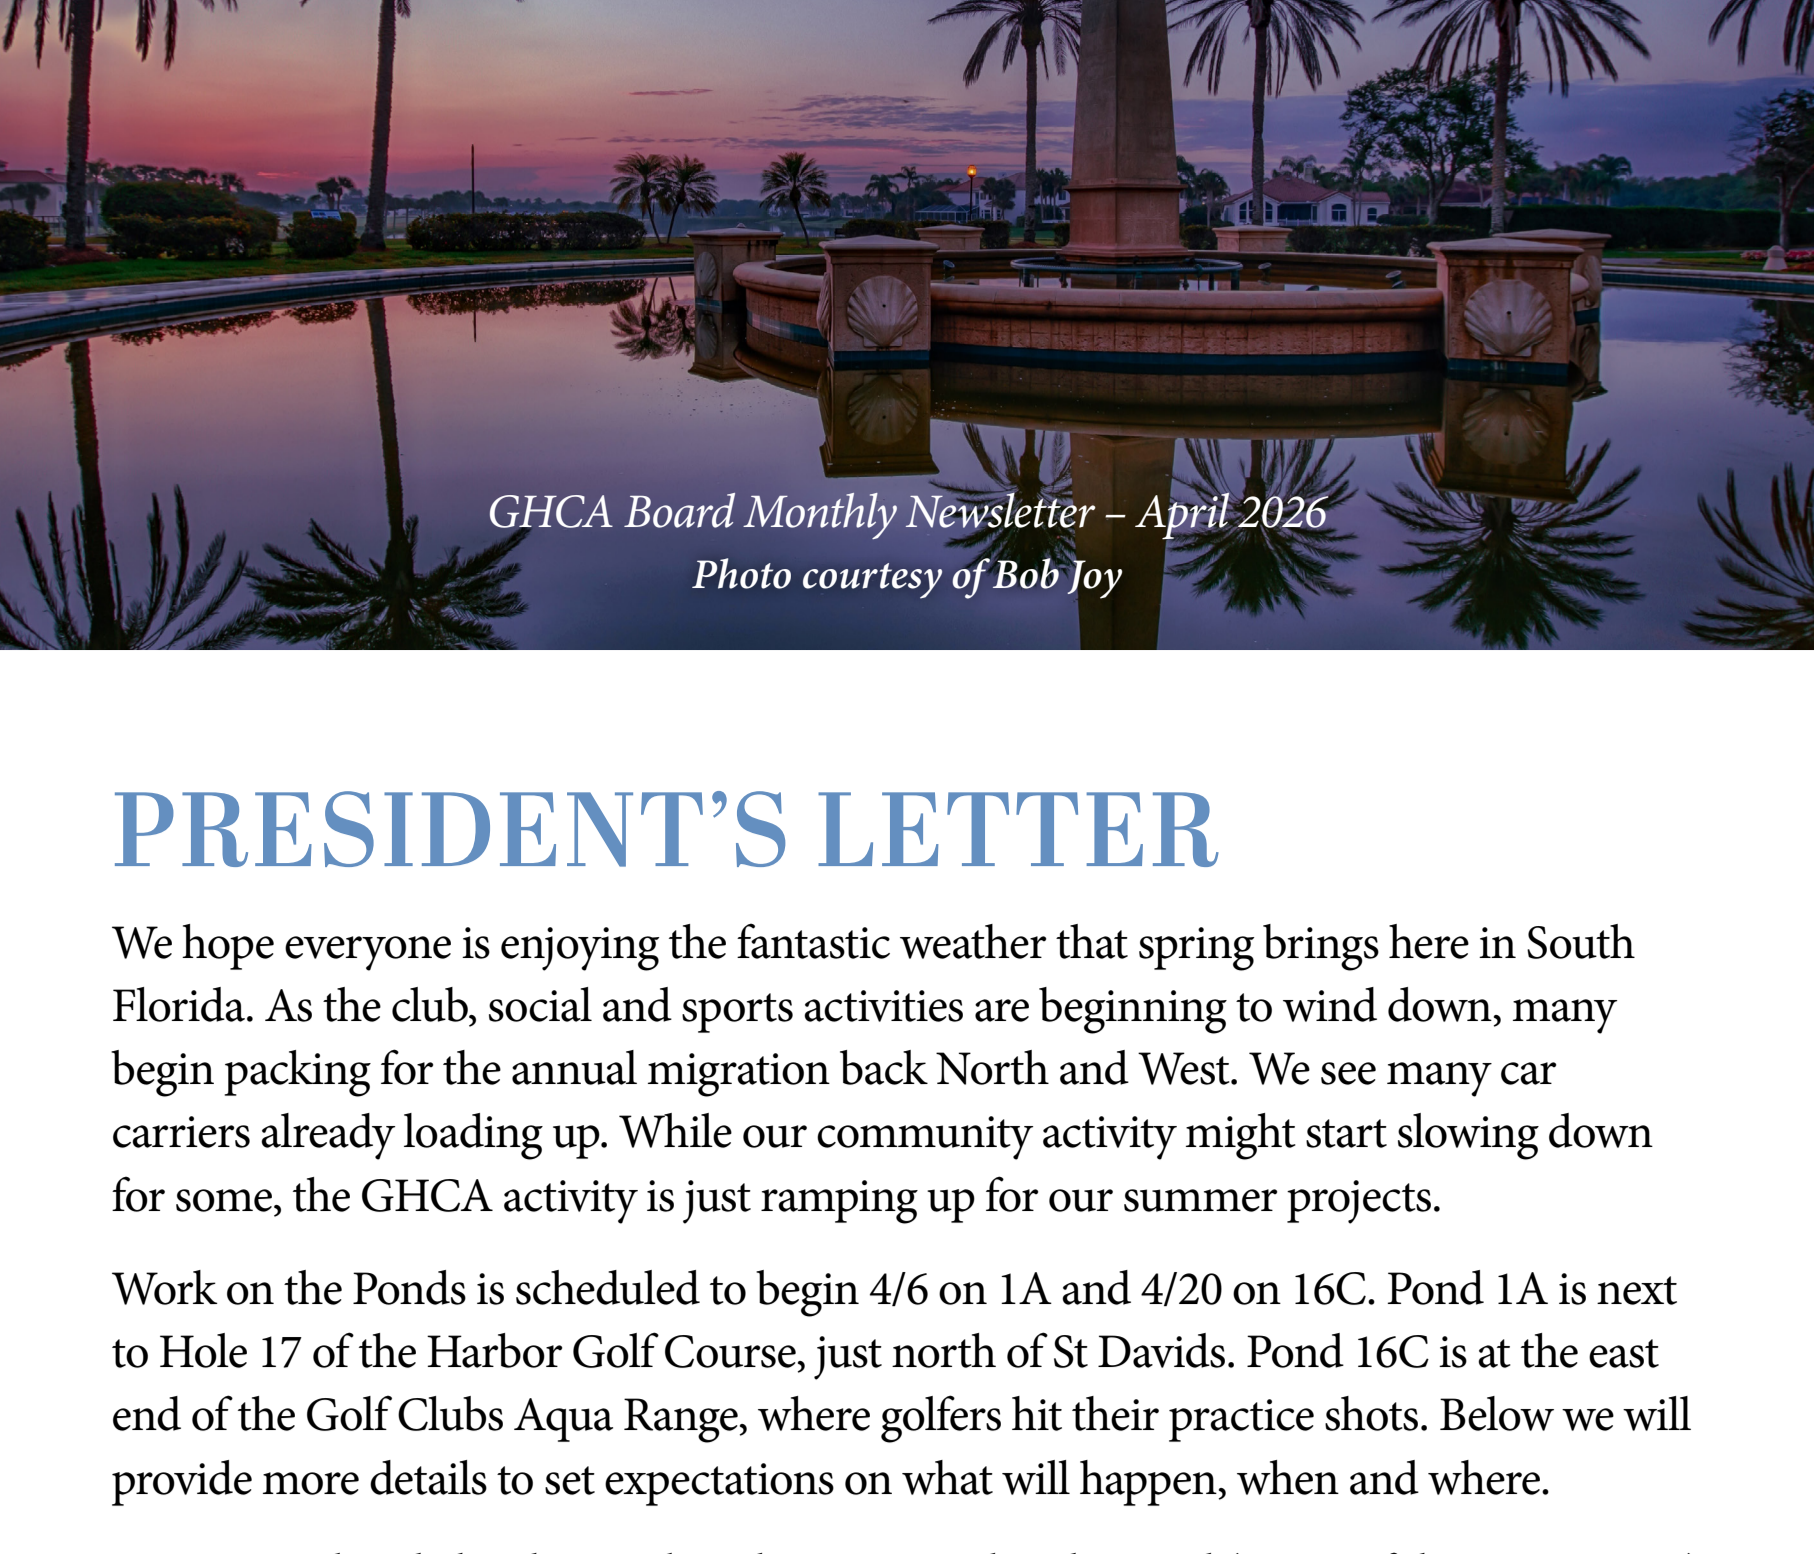 GHCA Board Monthly Newsletter – April 2026
Photo courtesy of Bob Joy
PRESIDENT’S LETTER
We hope everyone is enjoying the fantastic weather that spring brings here in South
Florida. As the club, social and sports activities are beginning to wind down, many
begin packing for the annual migration back North and West. We see many car
carriers already loading up. While our community activity might start slowing down
for some, the GHCA activity is just ramping up for our summer projects.
Work on the Ponds is scheduled to begin 4/6 on 1A and 4/20 on 16C. Pond 1A is next
to Hole 17 of the Harbor Golf Course, just north of St Davids. Pond 16C is at the east
end of the Golf Clubs Aqua Range, where golfers hit their practice shots. Below we will
provide more details to set expectations on what will happen, when and where.